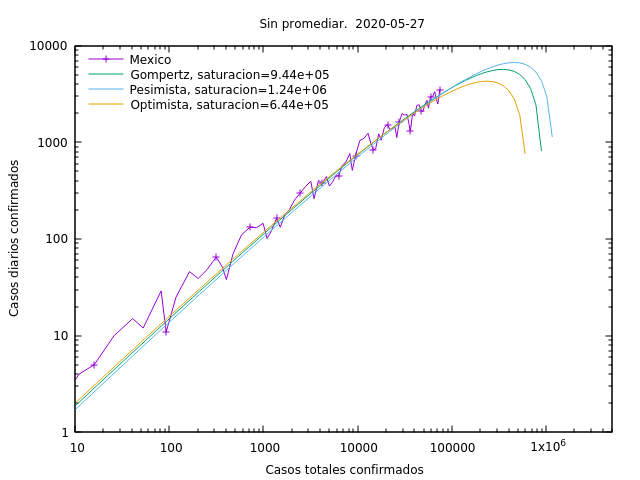 Sin promediar.  2020-05-27
Mexico
Gompertz, saturacion=9.44e+05
Pesimista, saturacion=1.24e+06
Optimista, saturacion=6.44e+05
10000
1000
100
10
1
Casos diarios confirmados
10 100 1000 10000 100000 1x10^6
Casos totales confirmados